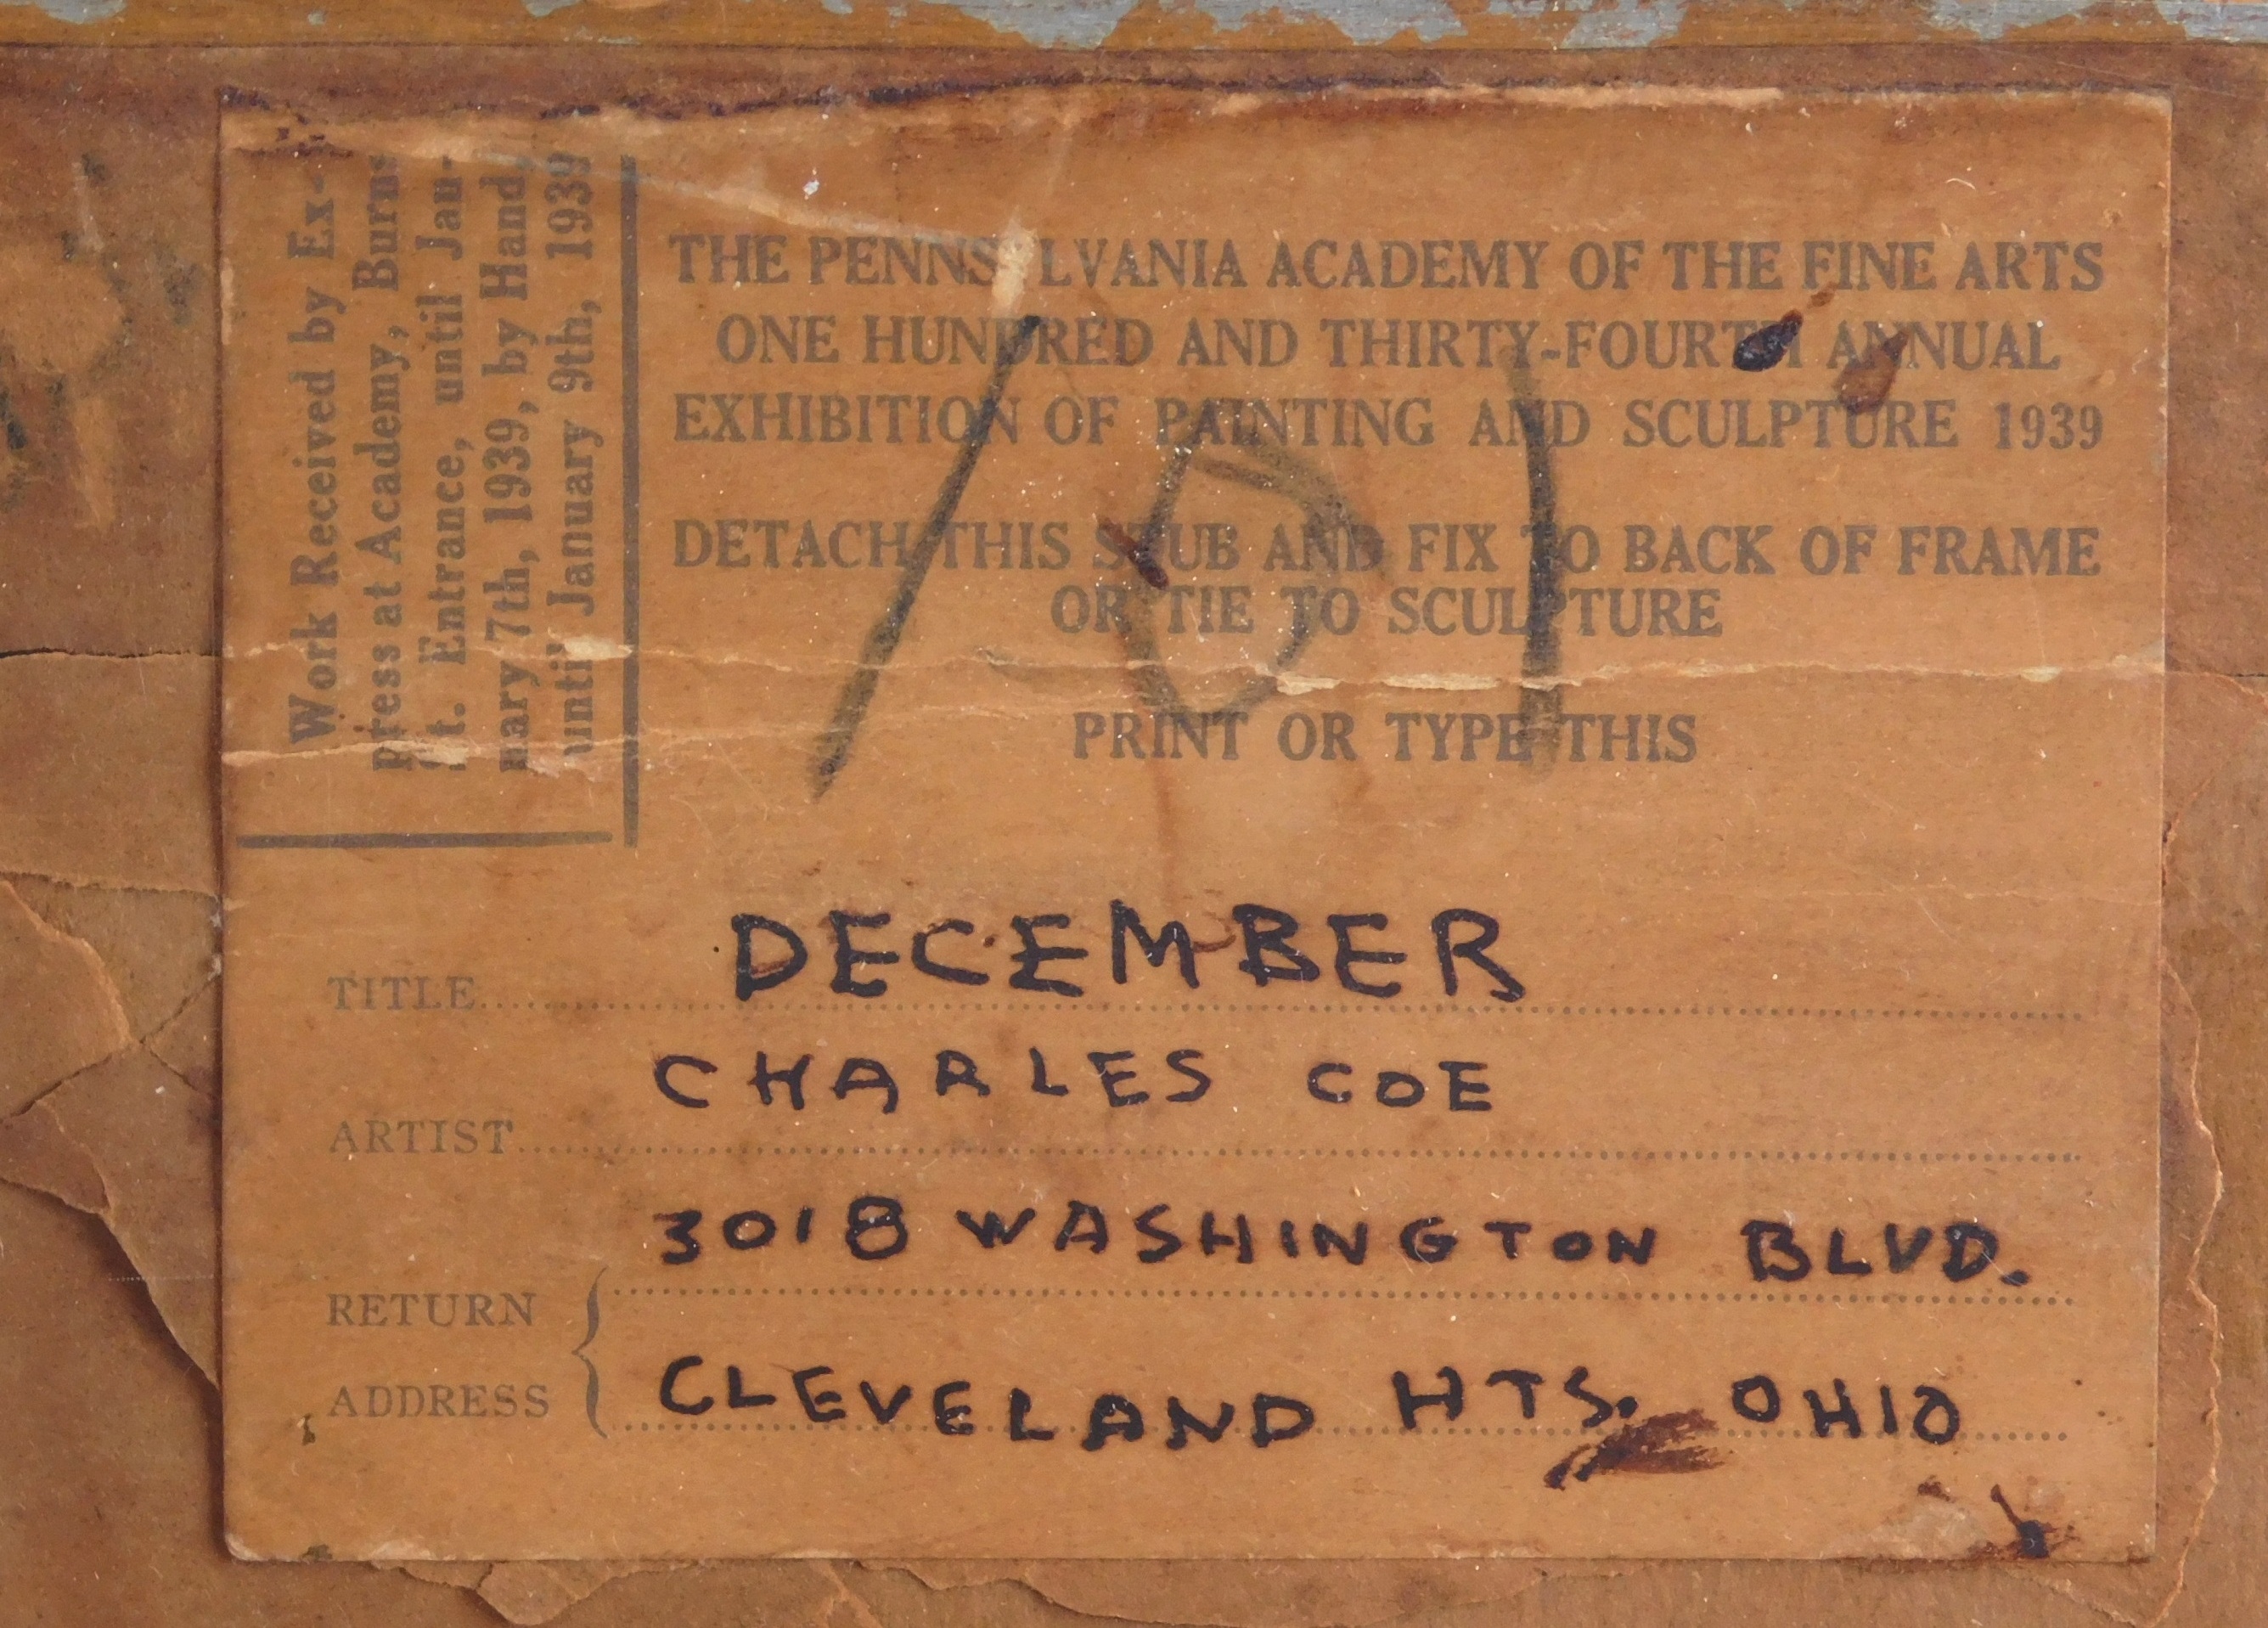 Work Received by Ex-
press at Academy, Burns
St. Entrance, until Jan-
uary 7th, 1939, by Hand,
until January 9th, 1939
THE PENNSYLVANIA ACADEMY OF THE FINE ARTS
ONE HUNDRED AND THIRTY-FOURTH ANNUAL
EXHIBITION OF PAINTING AND SCULPTURE 1939
101
DETACH THIS STUB AND FIX TO BACK OF FRAME
OR TIE TO SCULPTURE
PRINT OR TYPE THIS
TITLE DECEMBER
ARTIST CHARLES COE
RETURN 3018 WASHINGTON BLVD.
ADDRESS CLEVELAND HTS. OHIO